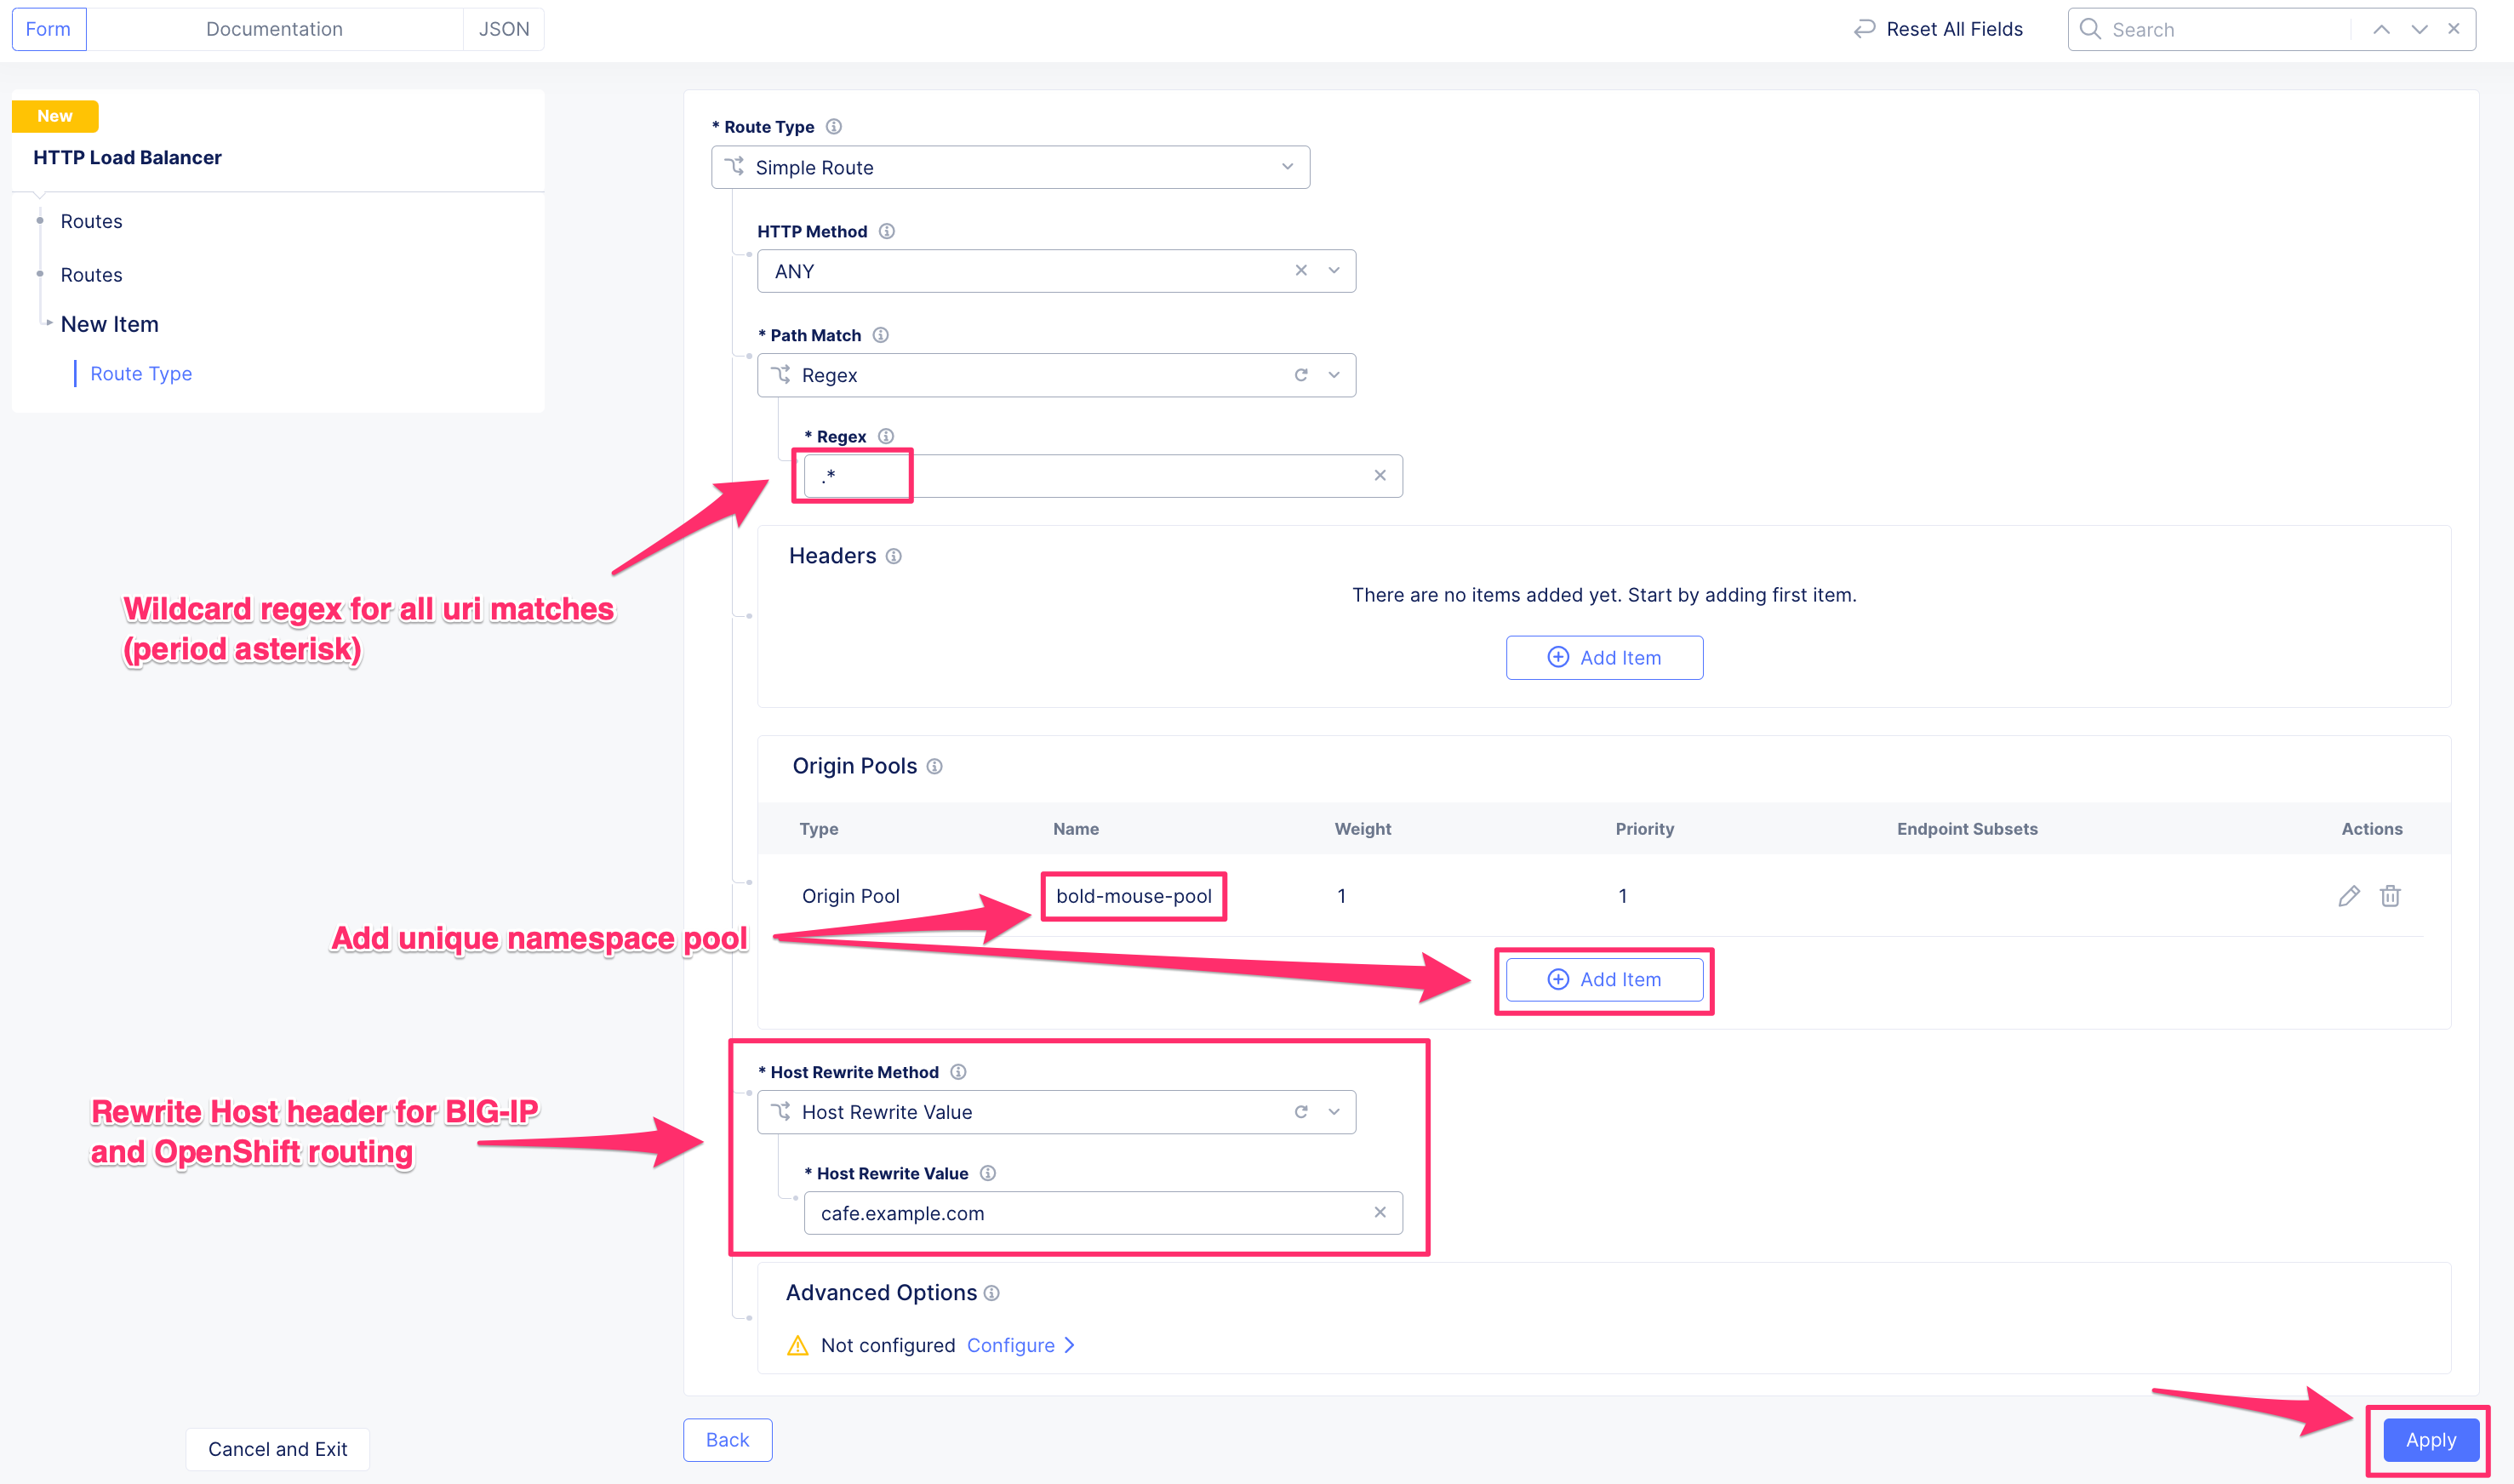 Form
Documentation
JSON
Reset All Fields
Search
New
HTTP Load Balancer
Routes
Routes
New Item
Route Type
* Route Type
Simple Route
HTTP Method
ANY
* Path Match
Regex
* Regex
.*
Wildcard regex for all uri matches
(period asterisk)
Headers
There are no items added yet. Start by adding first item.
Add Item
Origin Pools
Type Name Weight Priority Endpoint Subsets Actions
Origin Pool bold-mouse-pool 1 1
Add unique namespace pool
Add Item
* Host Rewrite Method
Host Rewrite Value
Rewrite Host header for BIG-IP
and OpenShift routing
* Host Rewrite Value
cafe.example.com
Advanced Options
Not configured Configure
Cancel and Exit
Back
Apply